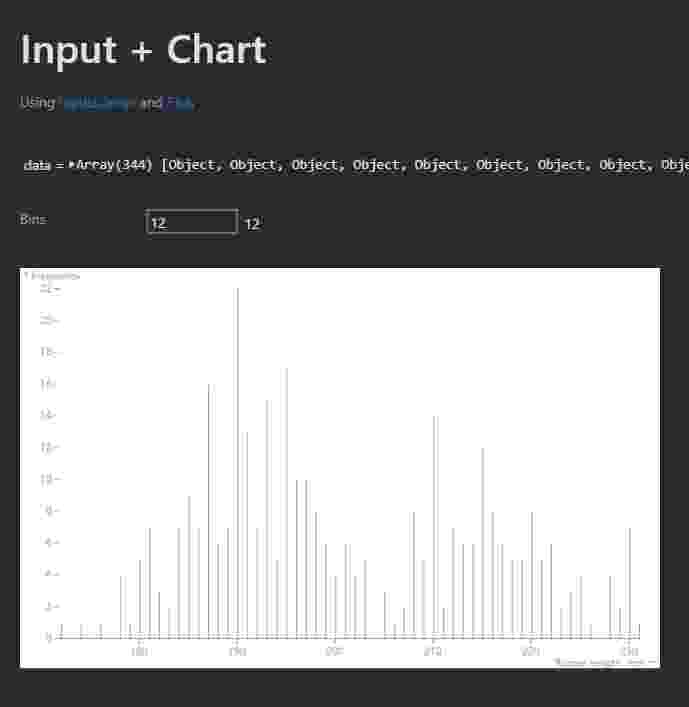 Input + Chart
Using and Plot
data = ▸Array(344) [Object, Object, Object, Object, Object, Object, Object, Object, Obje
Bins 12 12
↑ Frequency
22
20
18
16
14
12
10
8
6
4
2
0
180 190 200 210 220 230